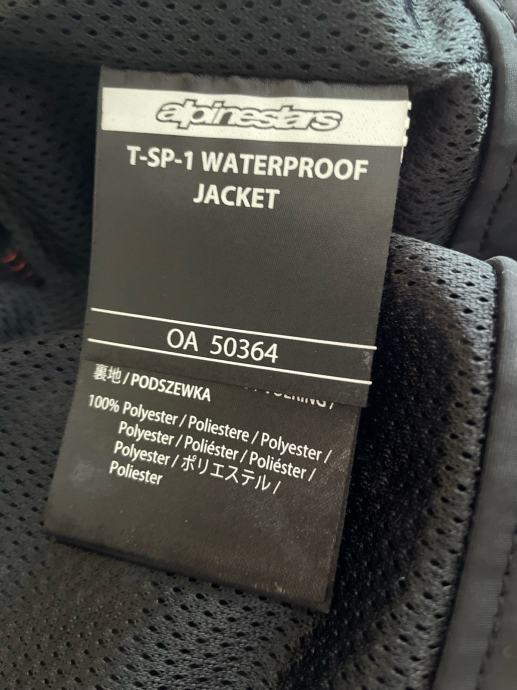 alpinestars
T-SP-1 WATERPROOF
JACKET
OA 50364
裏地 / PODSZEWKA
100% Polyester / Poliestere / Polyester /
Polyester / Poliéster / Poliéster /
Polyester / ポリエステル /
Poliester